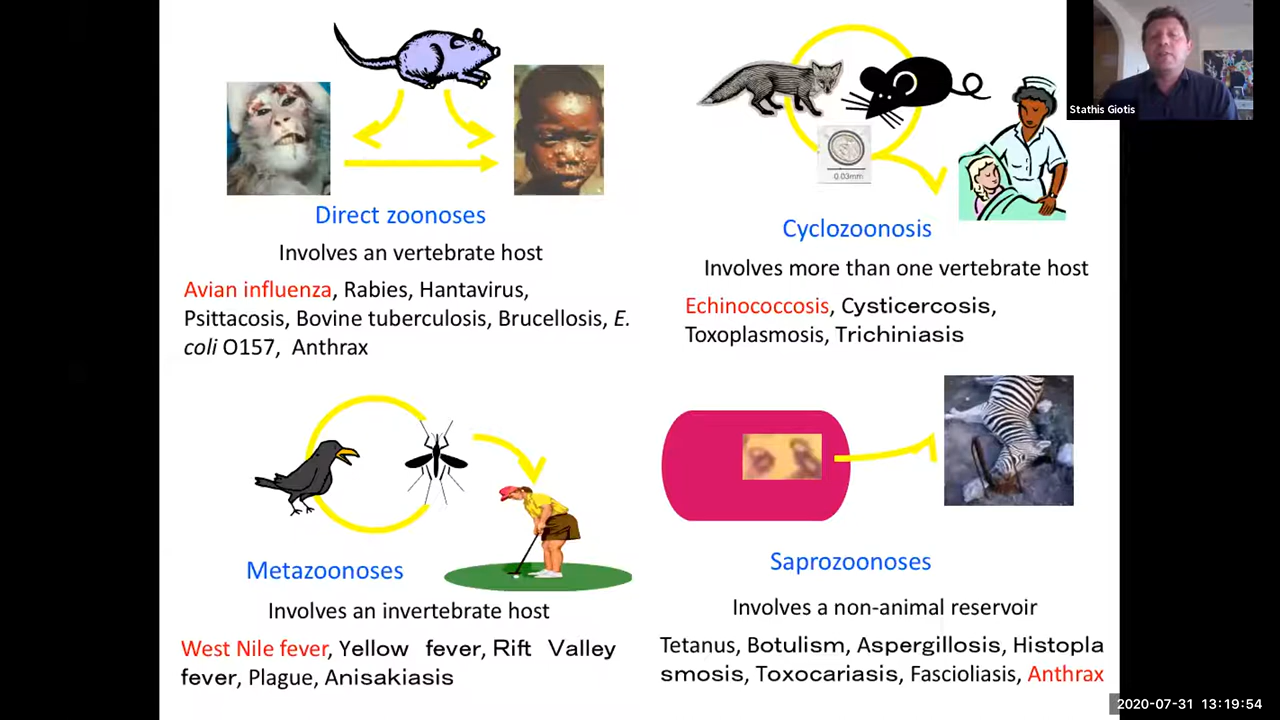 Stathis Giotis
0.03mm
Direct zoonoses
Involves an vertebrate host
Avian influenza, Rabies, Hantavirus,
Psittacosis, Bovine tuberculosis, Brucellosis, E.
coli O157, Anthrax
Cyclozoonosis
Involves more than one vertebrate host
Echinococcosis, Cysticercosis,
Toxoplasmosis, Trichiniasis
Metazoonoses
Involves an invertebrate host
West Nile fever, Yellow fever, Rift Valley
fever, Plague, Anisakiasis
Saprozoonoses
Involves a non-animal reservoir
Tetanus, Botulism, Aspergillosis, Histopla
smosis, Toxocariasis, Fascioliasis, Anthrax
2020-07-31 13:19:54